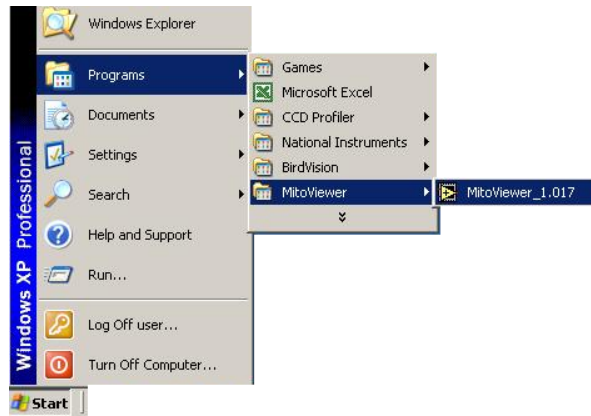 Windows Explorer
Programs
Documents
Settings
Search
Help and Support
Run...
Log Off user...
Turn Off Computer...
Windows XP Professional
Start
Games
Microsoft Excel
CCD Profiler
National Instruments
BirdVision
MitoViewer
MitoViewer_1.017